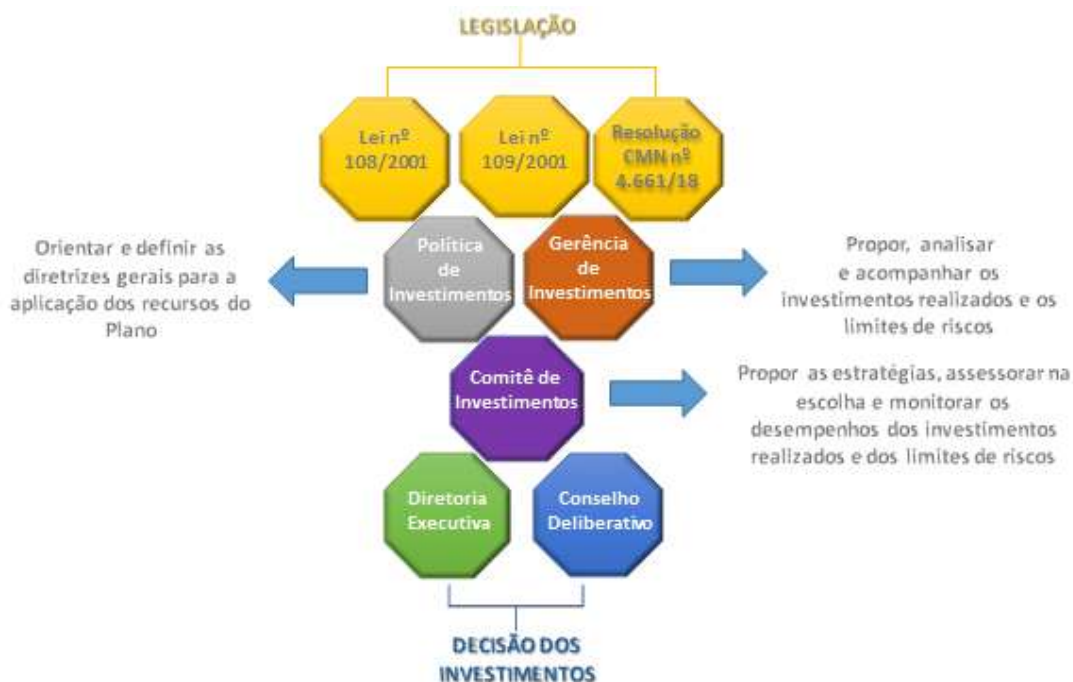 LEGISLAÇÃO
Lei nº
108/2001
Lei nº
109/2001
Resolução
CMN nº
4.661/18
Orientar e definir as
diretrizes gerais para a
aplicação dos recursos do
Plano
Política
de
Investimentos
Gerência
de
Investimentos
Propor, analisar
e acompanhar os
investimentos realizados e os
limites de riscos
Comitê de
Investimentos
Propor as estratégias, assessorar na
escolha e monitorar os
desempenhos dos investimentos
realizados e dos limites de riscos
Diretoria
Executiva
Conselho
Deliberativo
DECISÃO DOS
INVESTIMENTOS